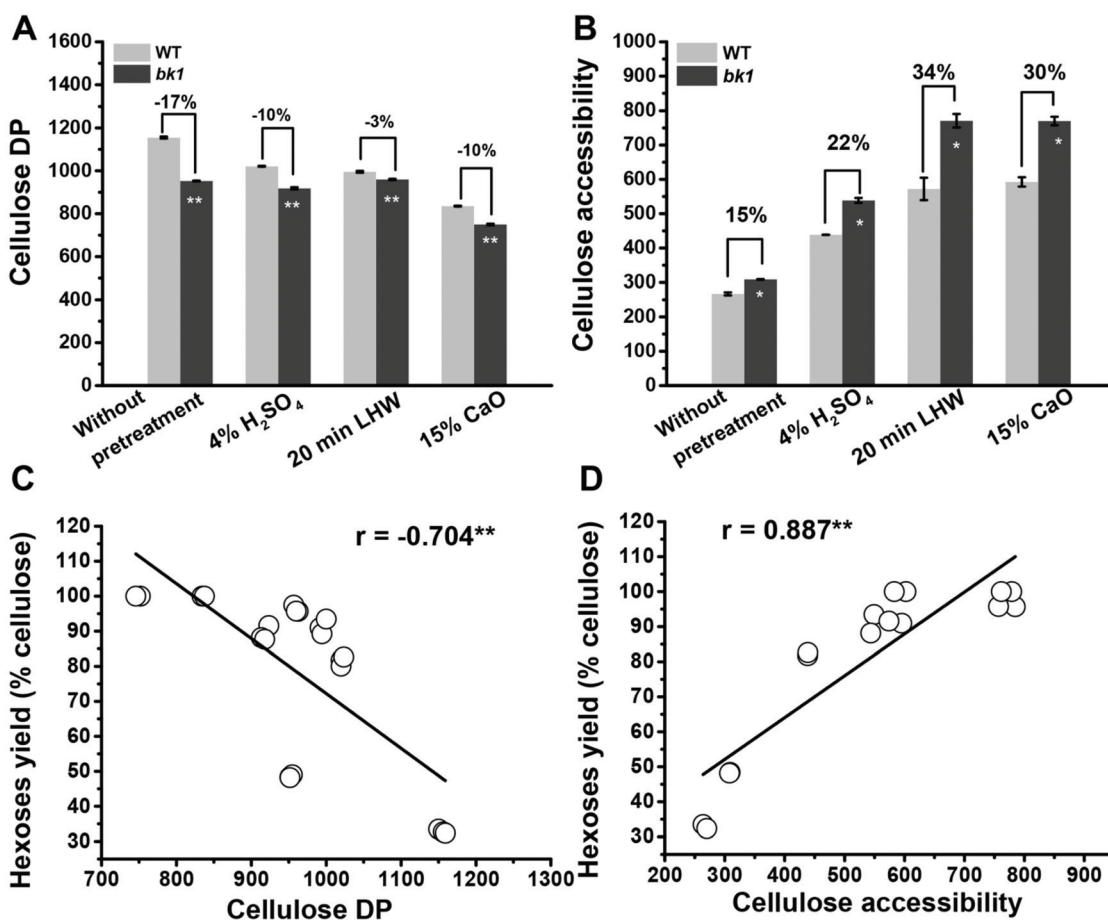 A
Cellulose DP
1600
1400
1200
1000
800
600
400
200
0
WT
bk1
-17%
-10%
-3%
-10%
**
**
**
**
Without pretreatment
4% H₂SO₄
20 min LHW
15% CaO
B
Cellulose accessibility
1000
900
800
700
600
500
400
300
200
100
0
WT
bk1
15%
22%
34%
30%
*
*
*
*
Without pretreatment
4% H₂SO₄
20 min LHW
15% CaO
C
Hexoses yield (% cellulose)
120
110
100
90
80
70
60
50
40
30
r = -0.704**
700 800 900 1000 1100 1200 1300
Cellulose DP
D
Hexoses yield (% cellulose)
120
110
100
90
80
70
60
50
40
30
r = 0.887**
200 300 400 500 600 700 800 900
Cellulose accessibility